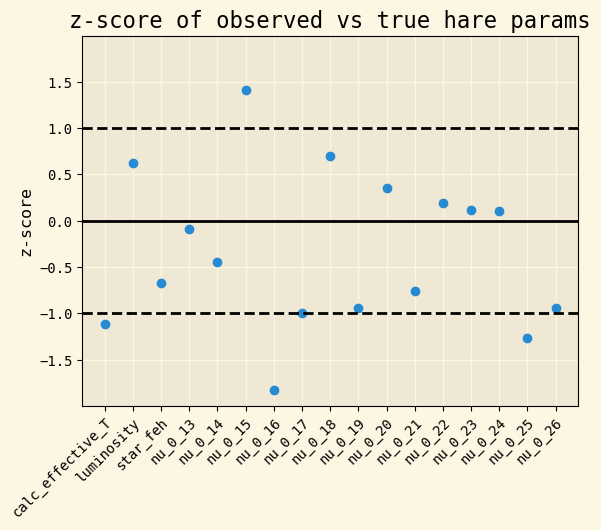 z-score of observed vs true hare params
z-score
1.5
1.0
0.5
0.0
−0.5
−1.0
−1.5
calc_effective_T
luminosity
star_feh
nu_0_13
nu_0_14
nu_0_15
nu_0_16
nu_0_17
nu_0_18
nu_0_19
nu_0_20
nu_0_21
nu_0_22
nu_0_23
nu_0_24
nu_0_25
nu_0_26